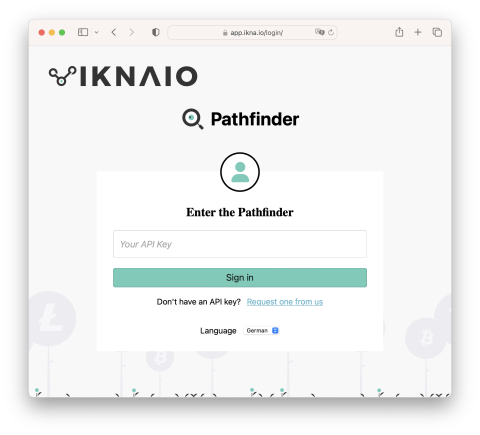 app.ikna.io/login/
IKNAIO
Pathfinder
Enter the Pathfinder
Your API Key
Sign in
Don't have an API key? Request one from us
Language German